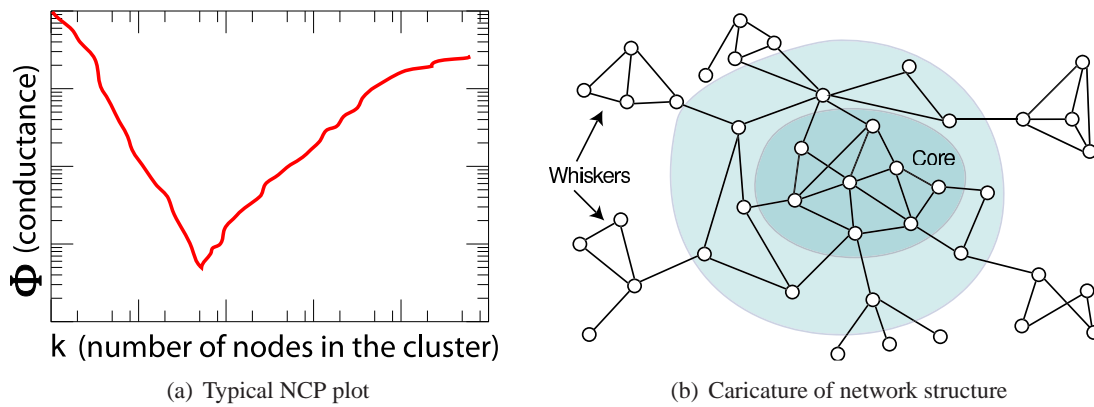 Φ (conductance)
k (number of nodes in the cluster)
(a) Typical NCP plot
Whiskers
Core
(b) Caricature of network structure